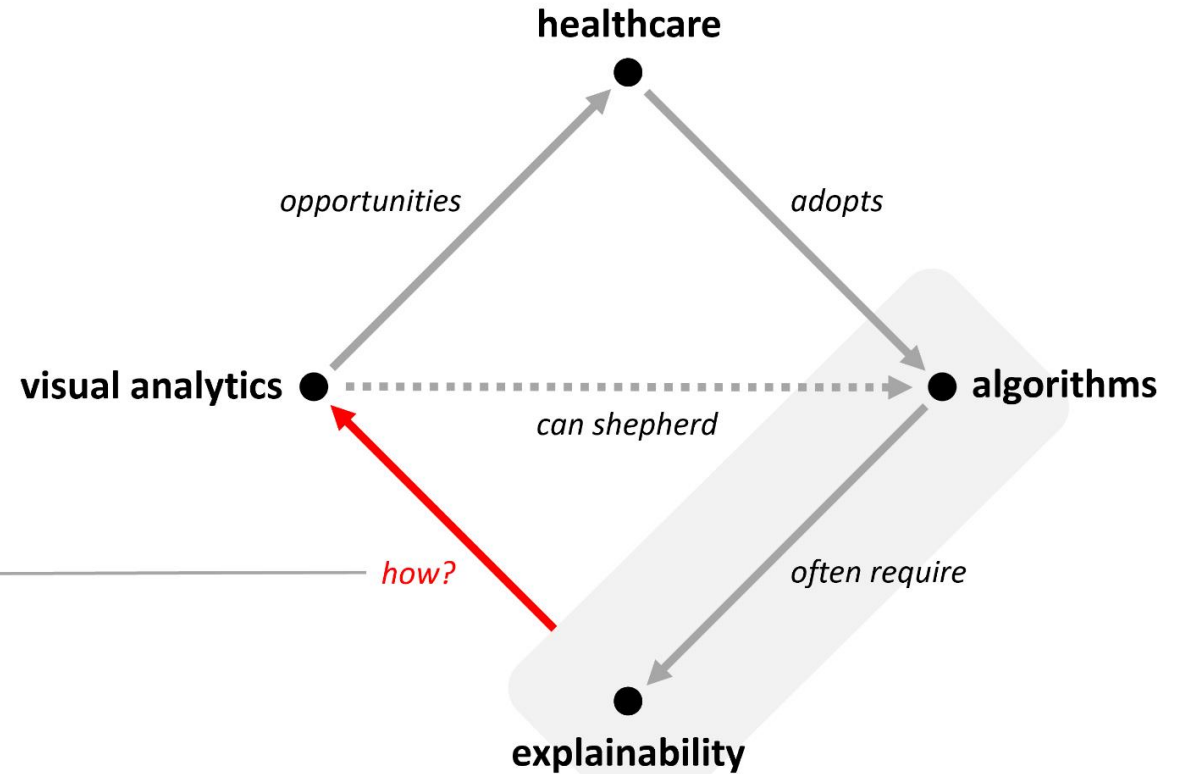 healthcare
opportunities
adopts
visual analytics
algorithms
can shepherd
how?
often require
explainability